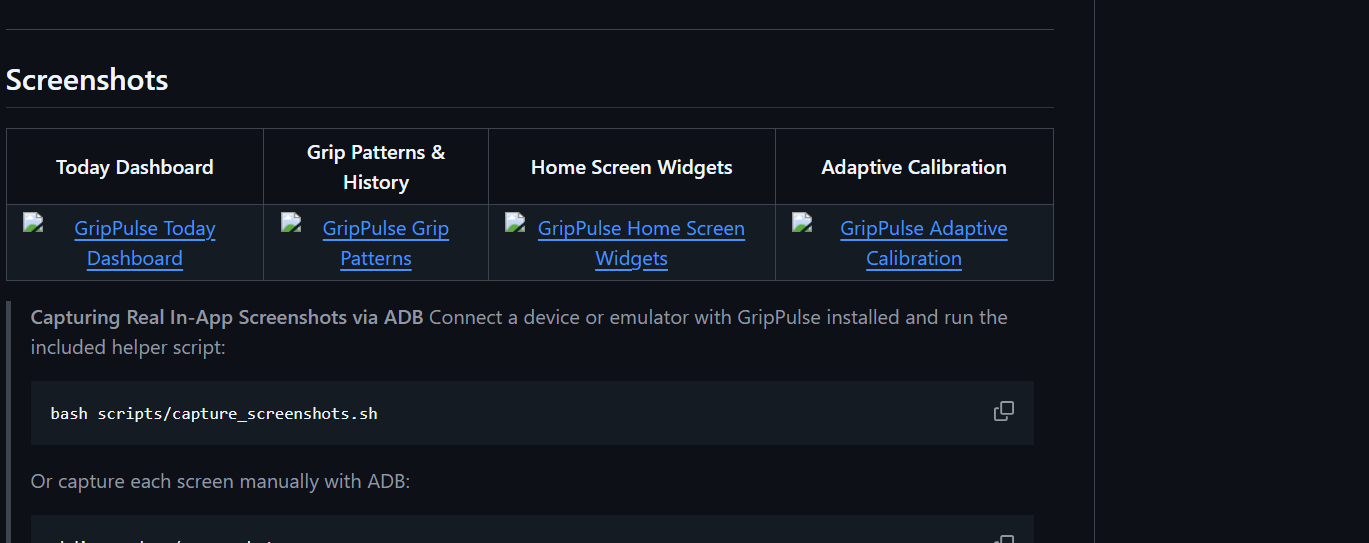 Screenshots
Today Dashboard
Grip Patterns &
History
Home Screen Widgets
Adaptive Calibration
GripPulse Today
Dashboard
GripPulse Grip
Patterns
GripPulse Home Screen
Widgets
GripPulse Adaptive
Calibration
Capturing Real In-App Screenshots via ADB Connect a device or emulator with GripPulse installed and run the
included helper script:
bash scripts/capture_screenshots.sh
Or capture each screen manually with ADB: